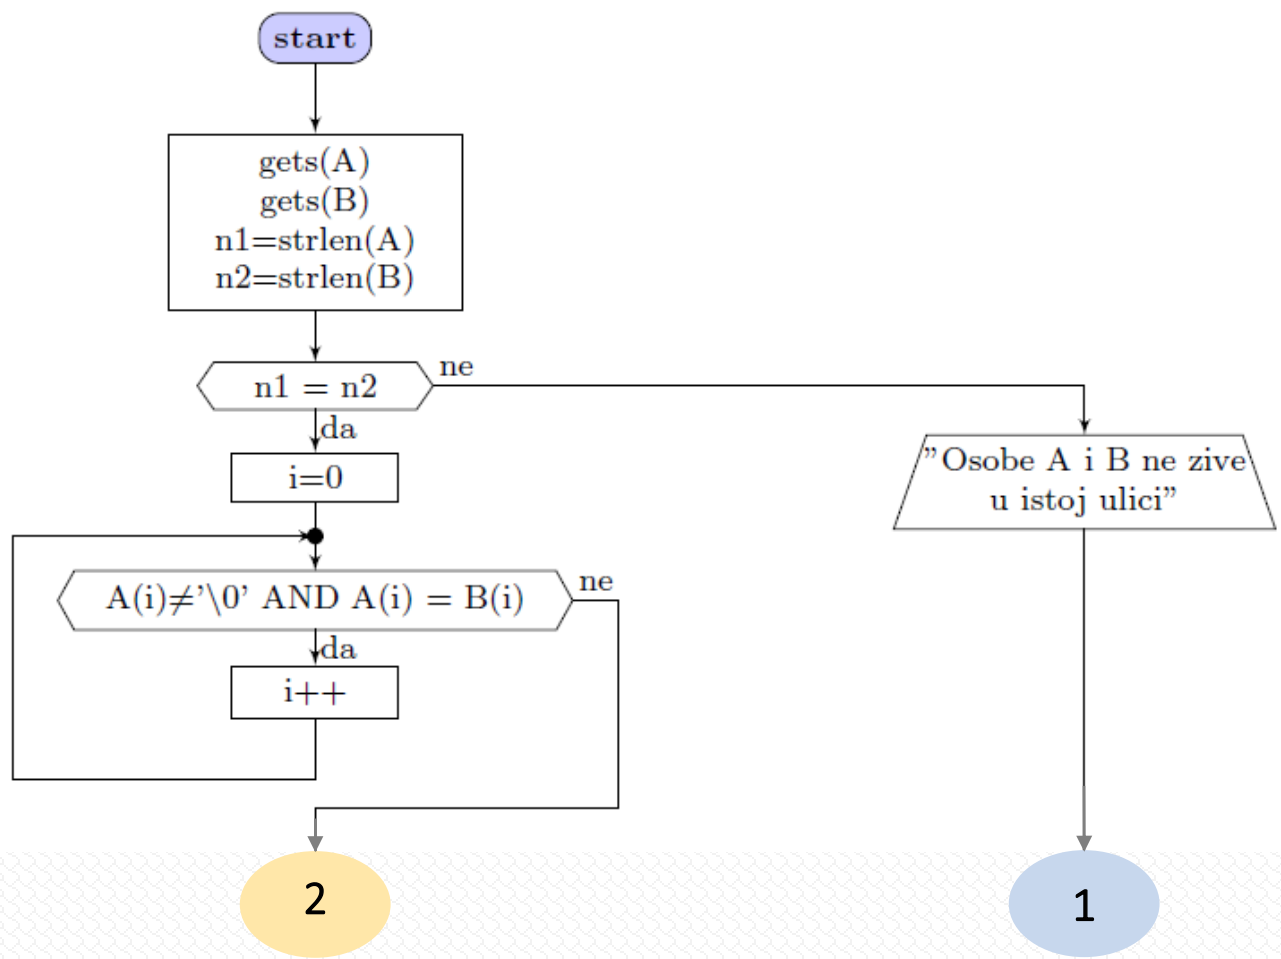 start
gets(A)
gets(B)
n1=strlen(A)
n2=strlen(B)
n1 = n2
ne
da
"Osobe A i B ne zive
u istoj ulici"
i=0
A(i)≠'\0' AND A(i) = B(i)
ne
da
i++
2
1